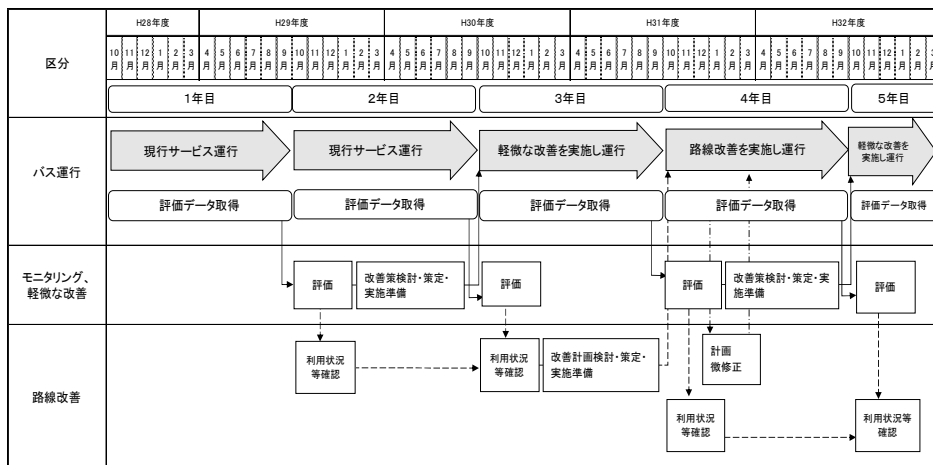 区分
H28年度 H29年度 H30年度 H31年度 H32年度
10月 11月 12月 1月 2月 3月 4月 5月 6月 7月 8月 9月 10月 11月 12月 1月 2月 3月 4月 5月 6月 7月 8月 9月 10月 11月 12月 1月 2月 3月 4月 5月 6月 7月 8月 9月 10月 11月 12月 1月 2月 3月 4月 5月 6月 7月 8月 9月 10月 11月 12月 1月 2月 3月
1年目 2年目 3年目 4年目 5年目
バス運行
現行サービス運行 現行サービス運行 軽微な改善を実施し運行 路線改善を実施し運行 軽微な改善を
実施し運行
評価データ取得 評価データ取得 評価データ取得 評価データ取得 評価データ取得
モニタリング、
軽微な改善
評価
改善策検討・策定・
実施準備
評価
評価
改善策検討・策定・実
施準備
評価
路線改善
利用状況
等確認
利用状況
等確認
改善計画検討・策定・
実施準備
計画
微修正
利用状況
等確認
利用状況等
確認